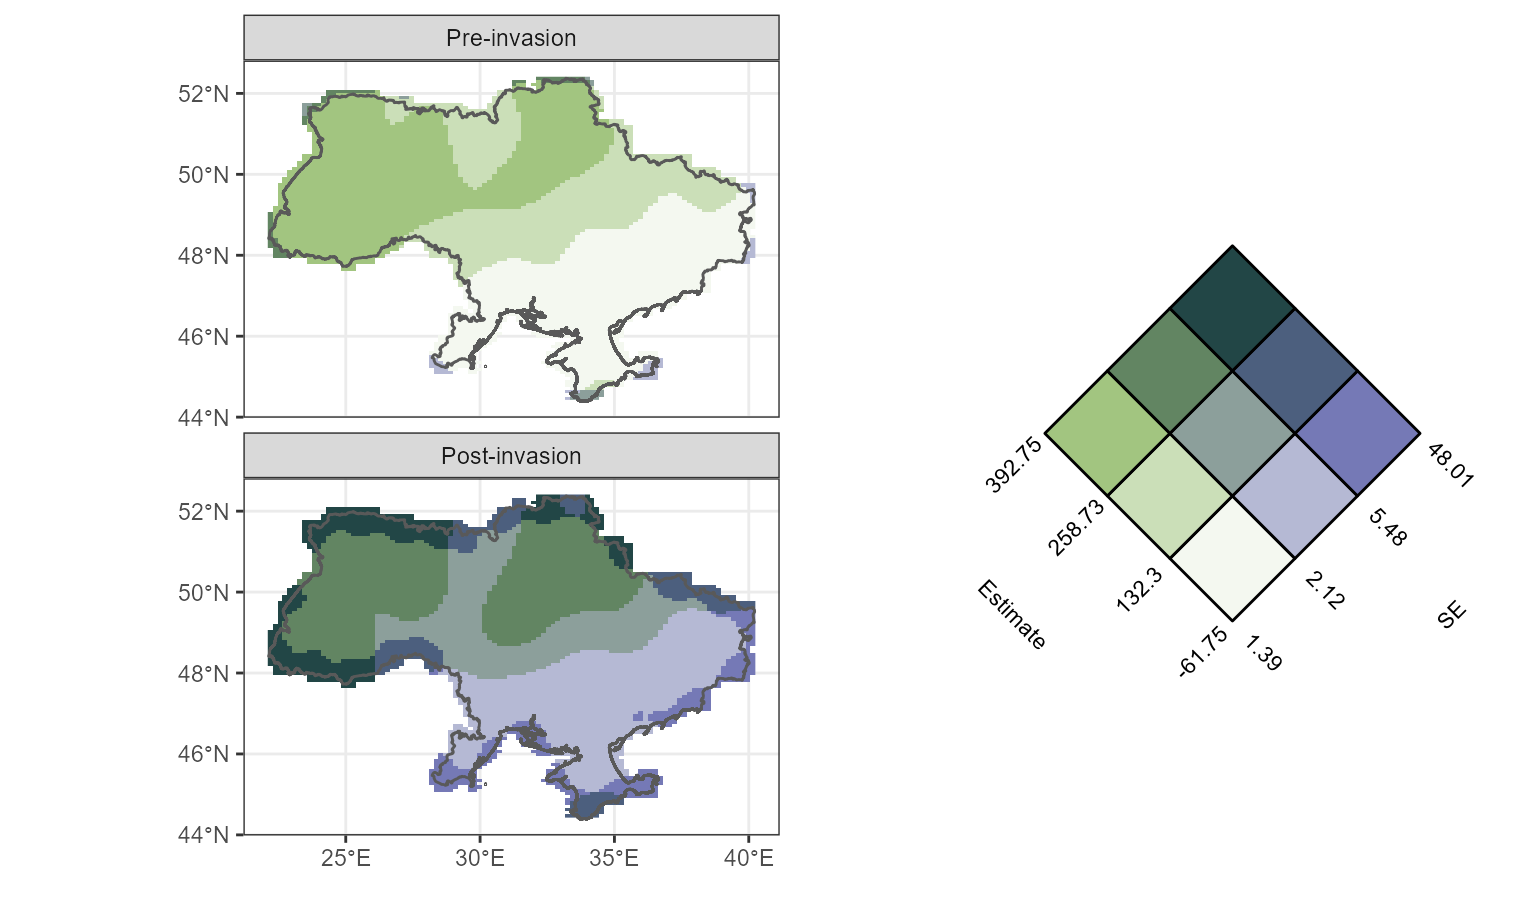 Pre-invasion
52°N
50°N
48°N
46°N
44°N
Post-invasion
52°N
50°N
48°N
46°N
44°N
25°E
30°E
35°E
40°E
392.75
258.73
132.3
-61.75
Estimate
48.01
5.48
2.12
1.39
SE